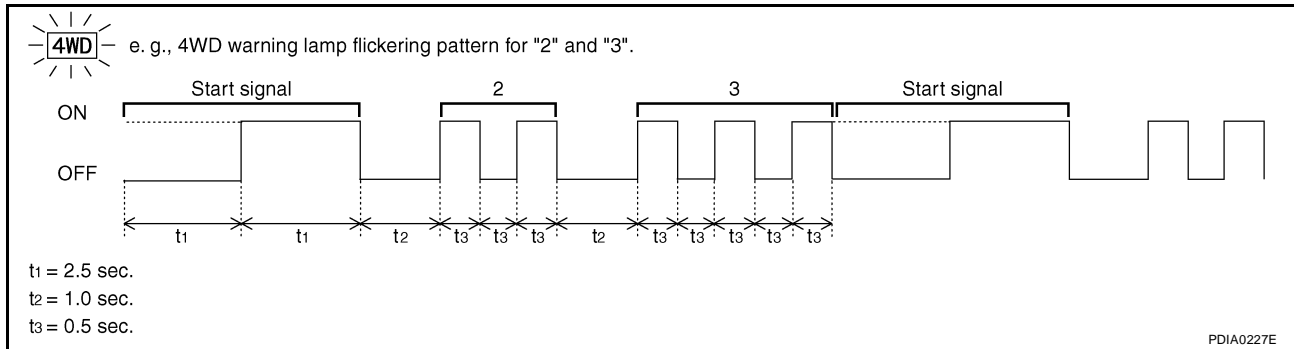 4WD e. g., 4WD warning lamp flickering pattern for "2" and "3".
Start signal 2 3 Start signal
ON
OFF
t1 t1 t2 t3 t3 t3 t2 t3 t3 t3 t3 t3
t1 = 2.5 sec.
t2 = 1.0 sec.
t3 = 0.5 sec.
PDIA0227E